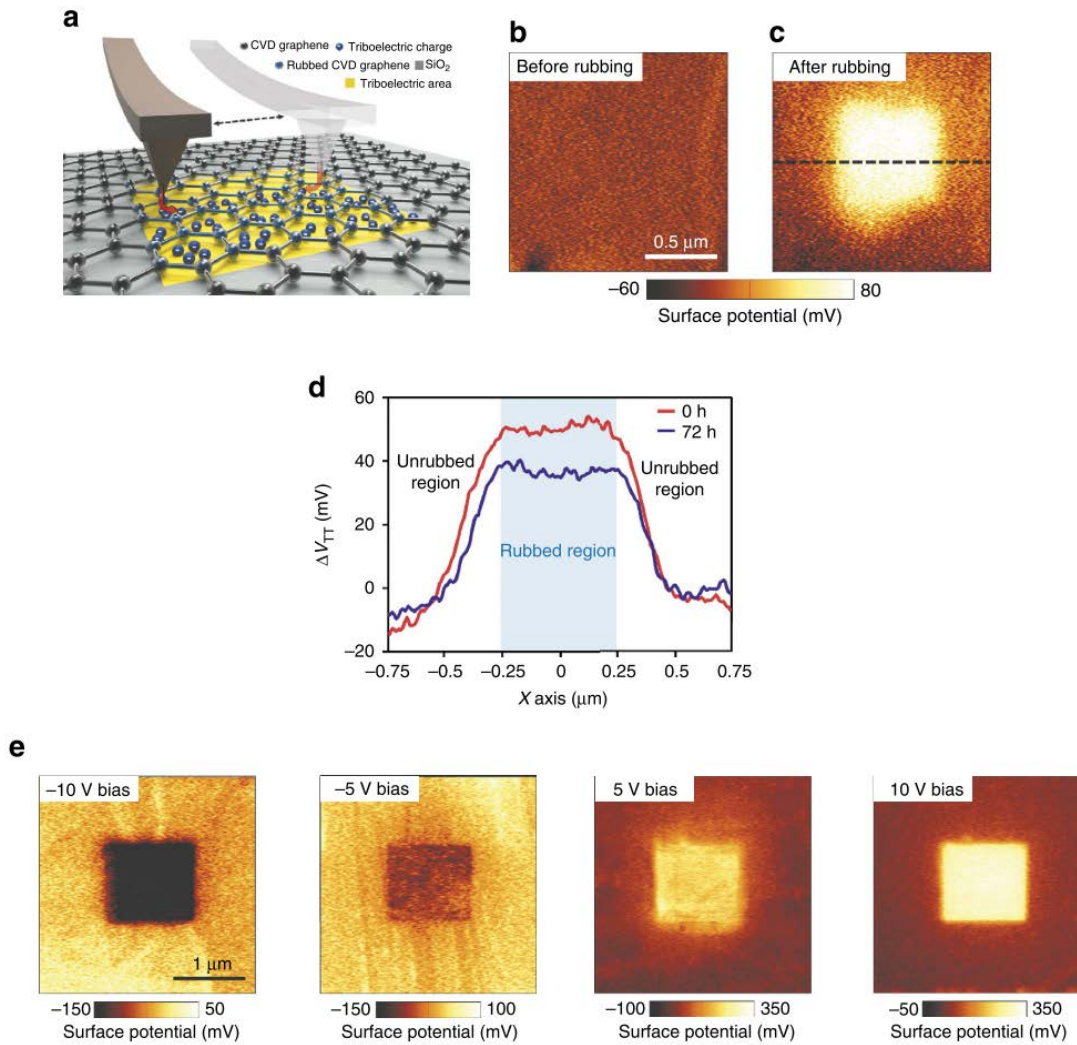 a
CVD graphene Triboelectric charge
Rubbed CVD graphene SiO₂
Triboelectric area
b
Before rubbing
0.5 μm
c
After rubbing
–60 80
Surface potential (mV)
d
60
40
20
0
–20
ΔV_TT (mV)
0 h
72 h
Unrubbed
region
Unrubbed
region
Rubbed region
–0.75 –0.5 –0.25 0 0.25 0.5 0.75
X axis (μm)
e
–10 V bias
1 μm
–150 50
Surface potential (mV)
–5 V bias
–150 100
Surface potential (mV)
5 V bias
–100 350
Surface potential (mV)
10 V bias
–50 350
Surface potential (mV)